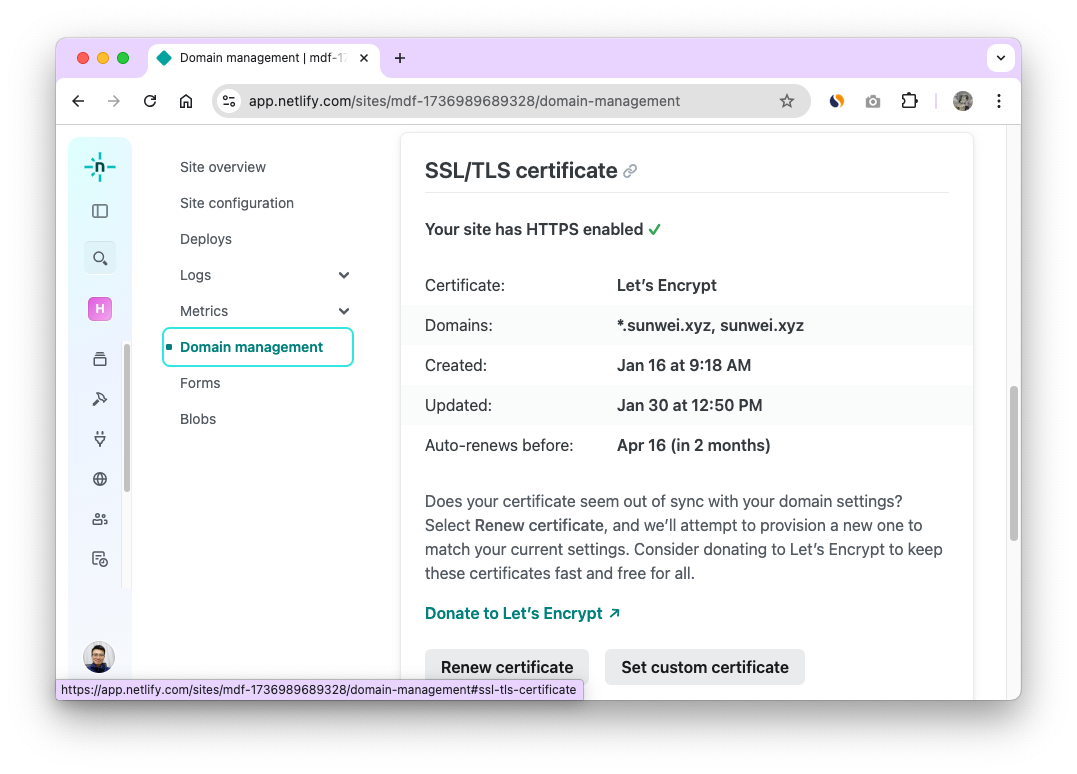 Domain management | mdf-17
app.netlify.com/sites/mdf-1736989689328/domain-management
n
H
Site overview
Site configuration
Deploys
Logs
Metrics
Domain management
Forms
Blobs
SSL/TLS certificate
Your site has HTTPS enabled
Certificate: Let’s Encrypt
Domains: *.sunwei.xyz, sunwei.xyz
Created: Jan 16 at 9:18 AM
Updated: Jan 30 at 12:50 PM
Auto-renews before: Apr 16 (in 2 months)
Does your certificate seem out of sync with your domain settings?
Select Renew certificate, and we’ll attempt to provision a new one to
match your current settings. Consider donating to Let’s Encrypt to keep
these certificates fast and free for all.
Donate to Let’s Encrypt
Renew certificate Set custom certificate
https://app.netlify.com/sites/mdf-1736989689328/domain-management#ssl-tls-certificate